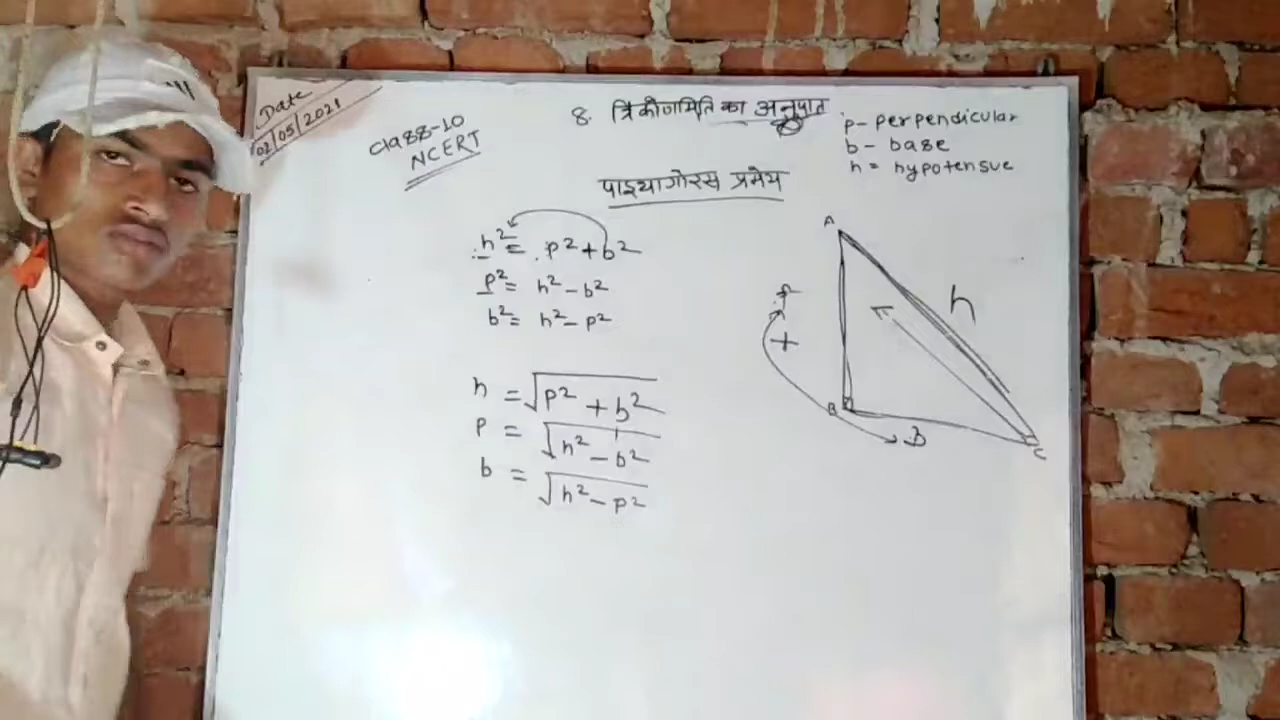 Date
02/05/2021
Class-10
NCERT
8. त्रिकोणमिति का अनुपात
p- perpendicular
b - base
h = hypotensue
पाइथागोरस प्रमेय
h² = p² + b²
p² = h² - b²
b² = h² - p²
h = √p² + b²
p = √h² - b²
b = √h² - p²
A
h
+
B
B
C